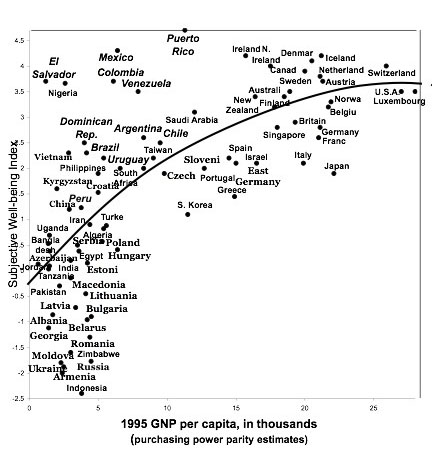 4.5
Puerto
Rico
Ireland N.
Denmar
Iceland
Mexico
Ireland
El
Salvador
4
Canad
Netherland
Switzerland
Colombia
Venezuela
Sweden
Austria
Nigeria
3.5
Australi
U.S.A.
Luxembourg
New
Zealand
Finland
Norwa
Belgiu
Saudi Arabia
3
Dominican
Rep.
Argentina
Chile
Britain
Singapore
Germany
Franc
2.5
Brazil
Taiwan
Vietnam
Uruguay
Sloveni
Spain
Israel
Italy
2
Philippines
South
Africa
Czech
Portugal
East
Germany
Japan
Kyrgyzstan
Croatia
Greece
1.5
China
Peru
S. Korea
Iran
Turke
Uganda
Algeria
Bangla
desh
Serbia
Poland
Azerbaijan
Egypt
Hungary
Jordan
India
Estoni
Tanzania
Pakistan
Macedonia
-0.5
Lithuania
Latvia
Bulgaria
Albania
-1
Belarus
Georgia
Romania
-1.5
Moldova
Zimbabwe
Ukraine
Russia
-2
Armenia
Indonesia
-2.5
0
5
10
15
20
25
Subjective Well-being Index
1995 GNP per capita, in thousands
(purchasing power parity estimates)